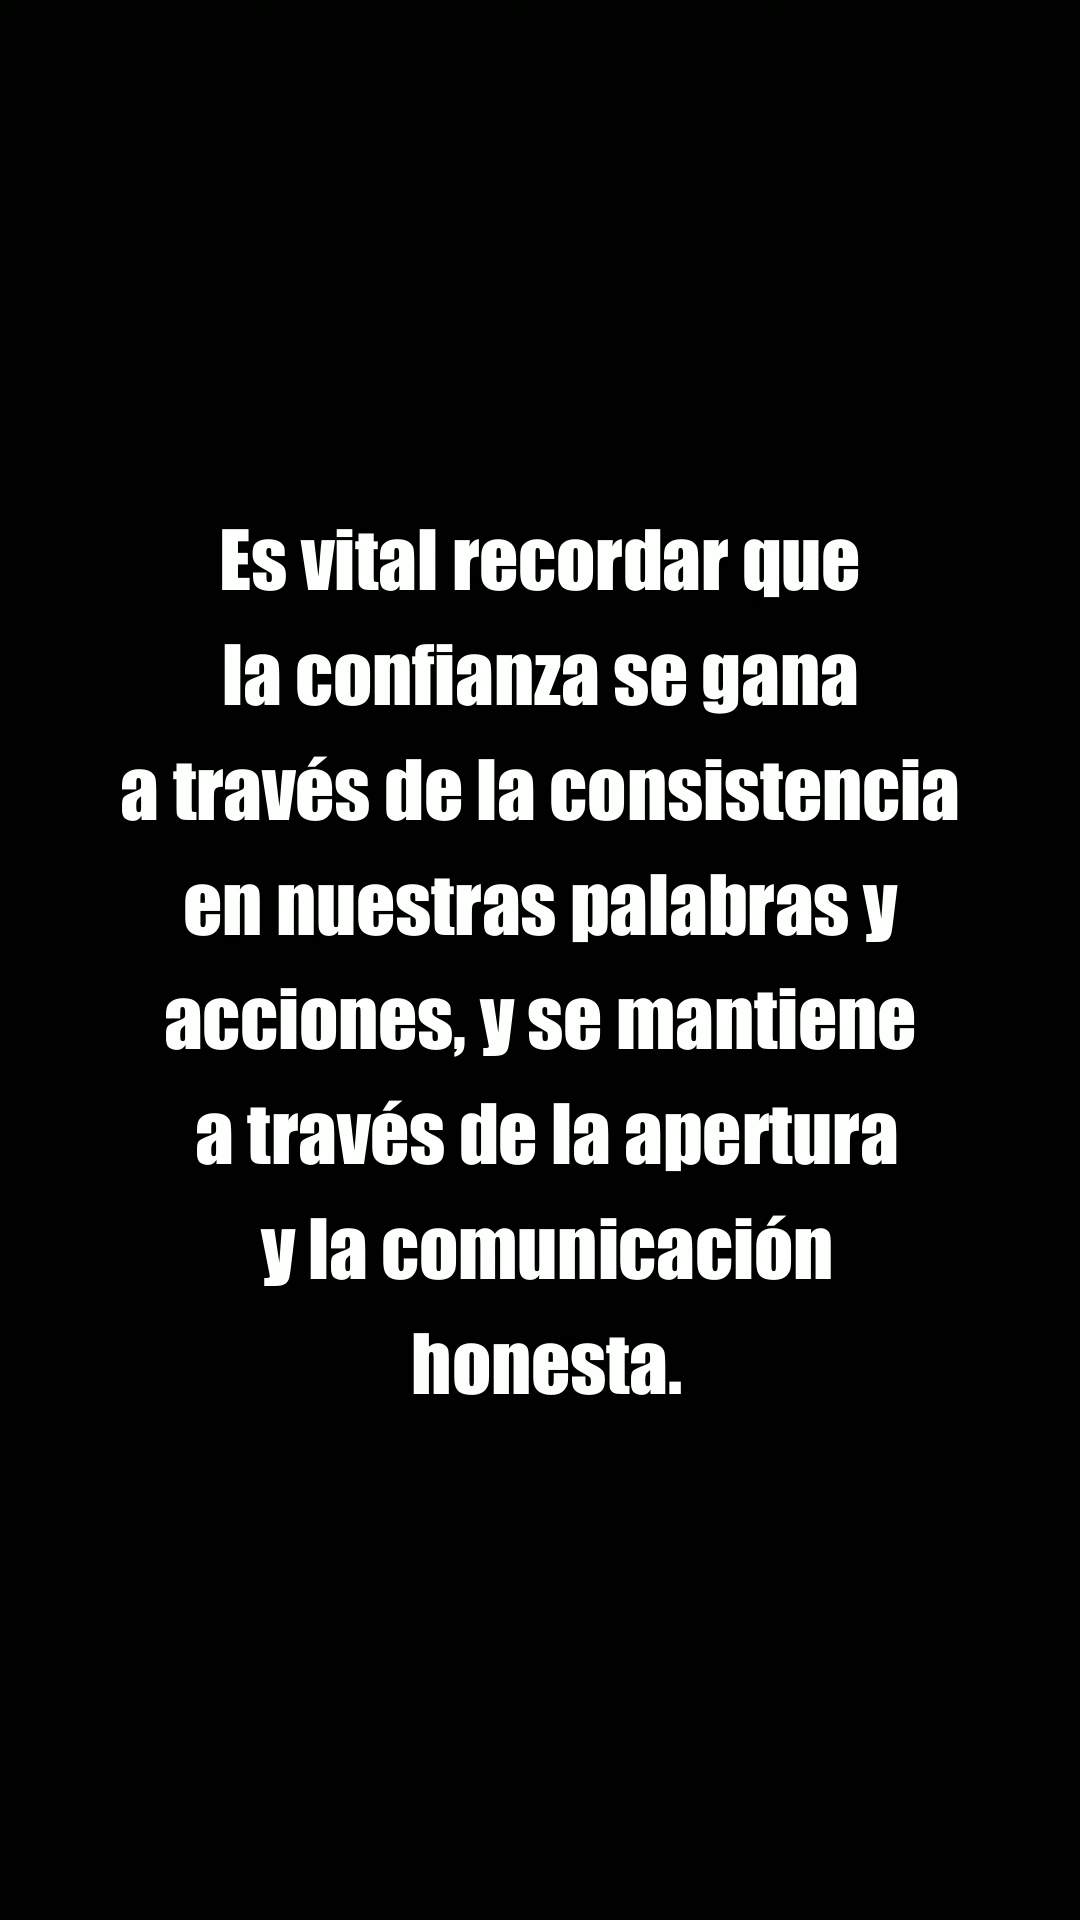 Es vital recordar que
la confianza se gana
a través de la consistencia
en nuestras palabras y
acciones, y se mantiene
a través de la apertura
y la comunicación
honesta.